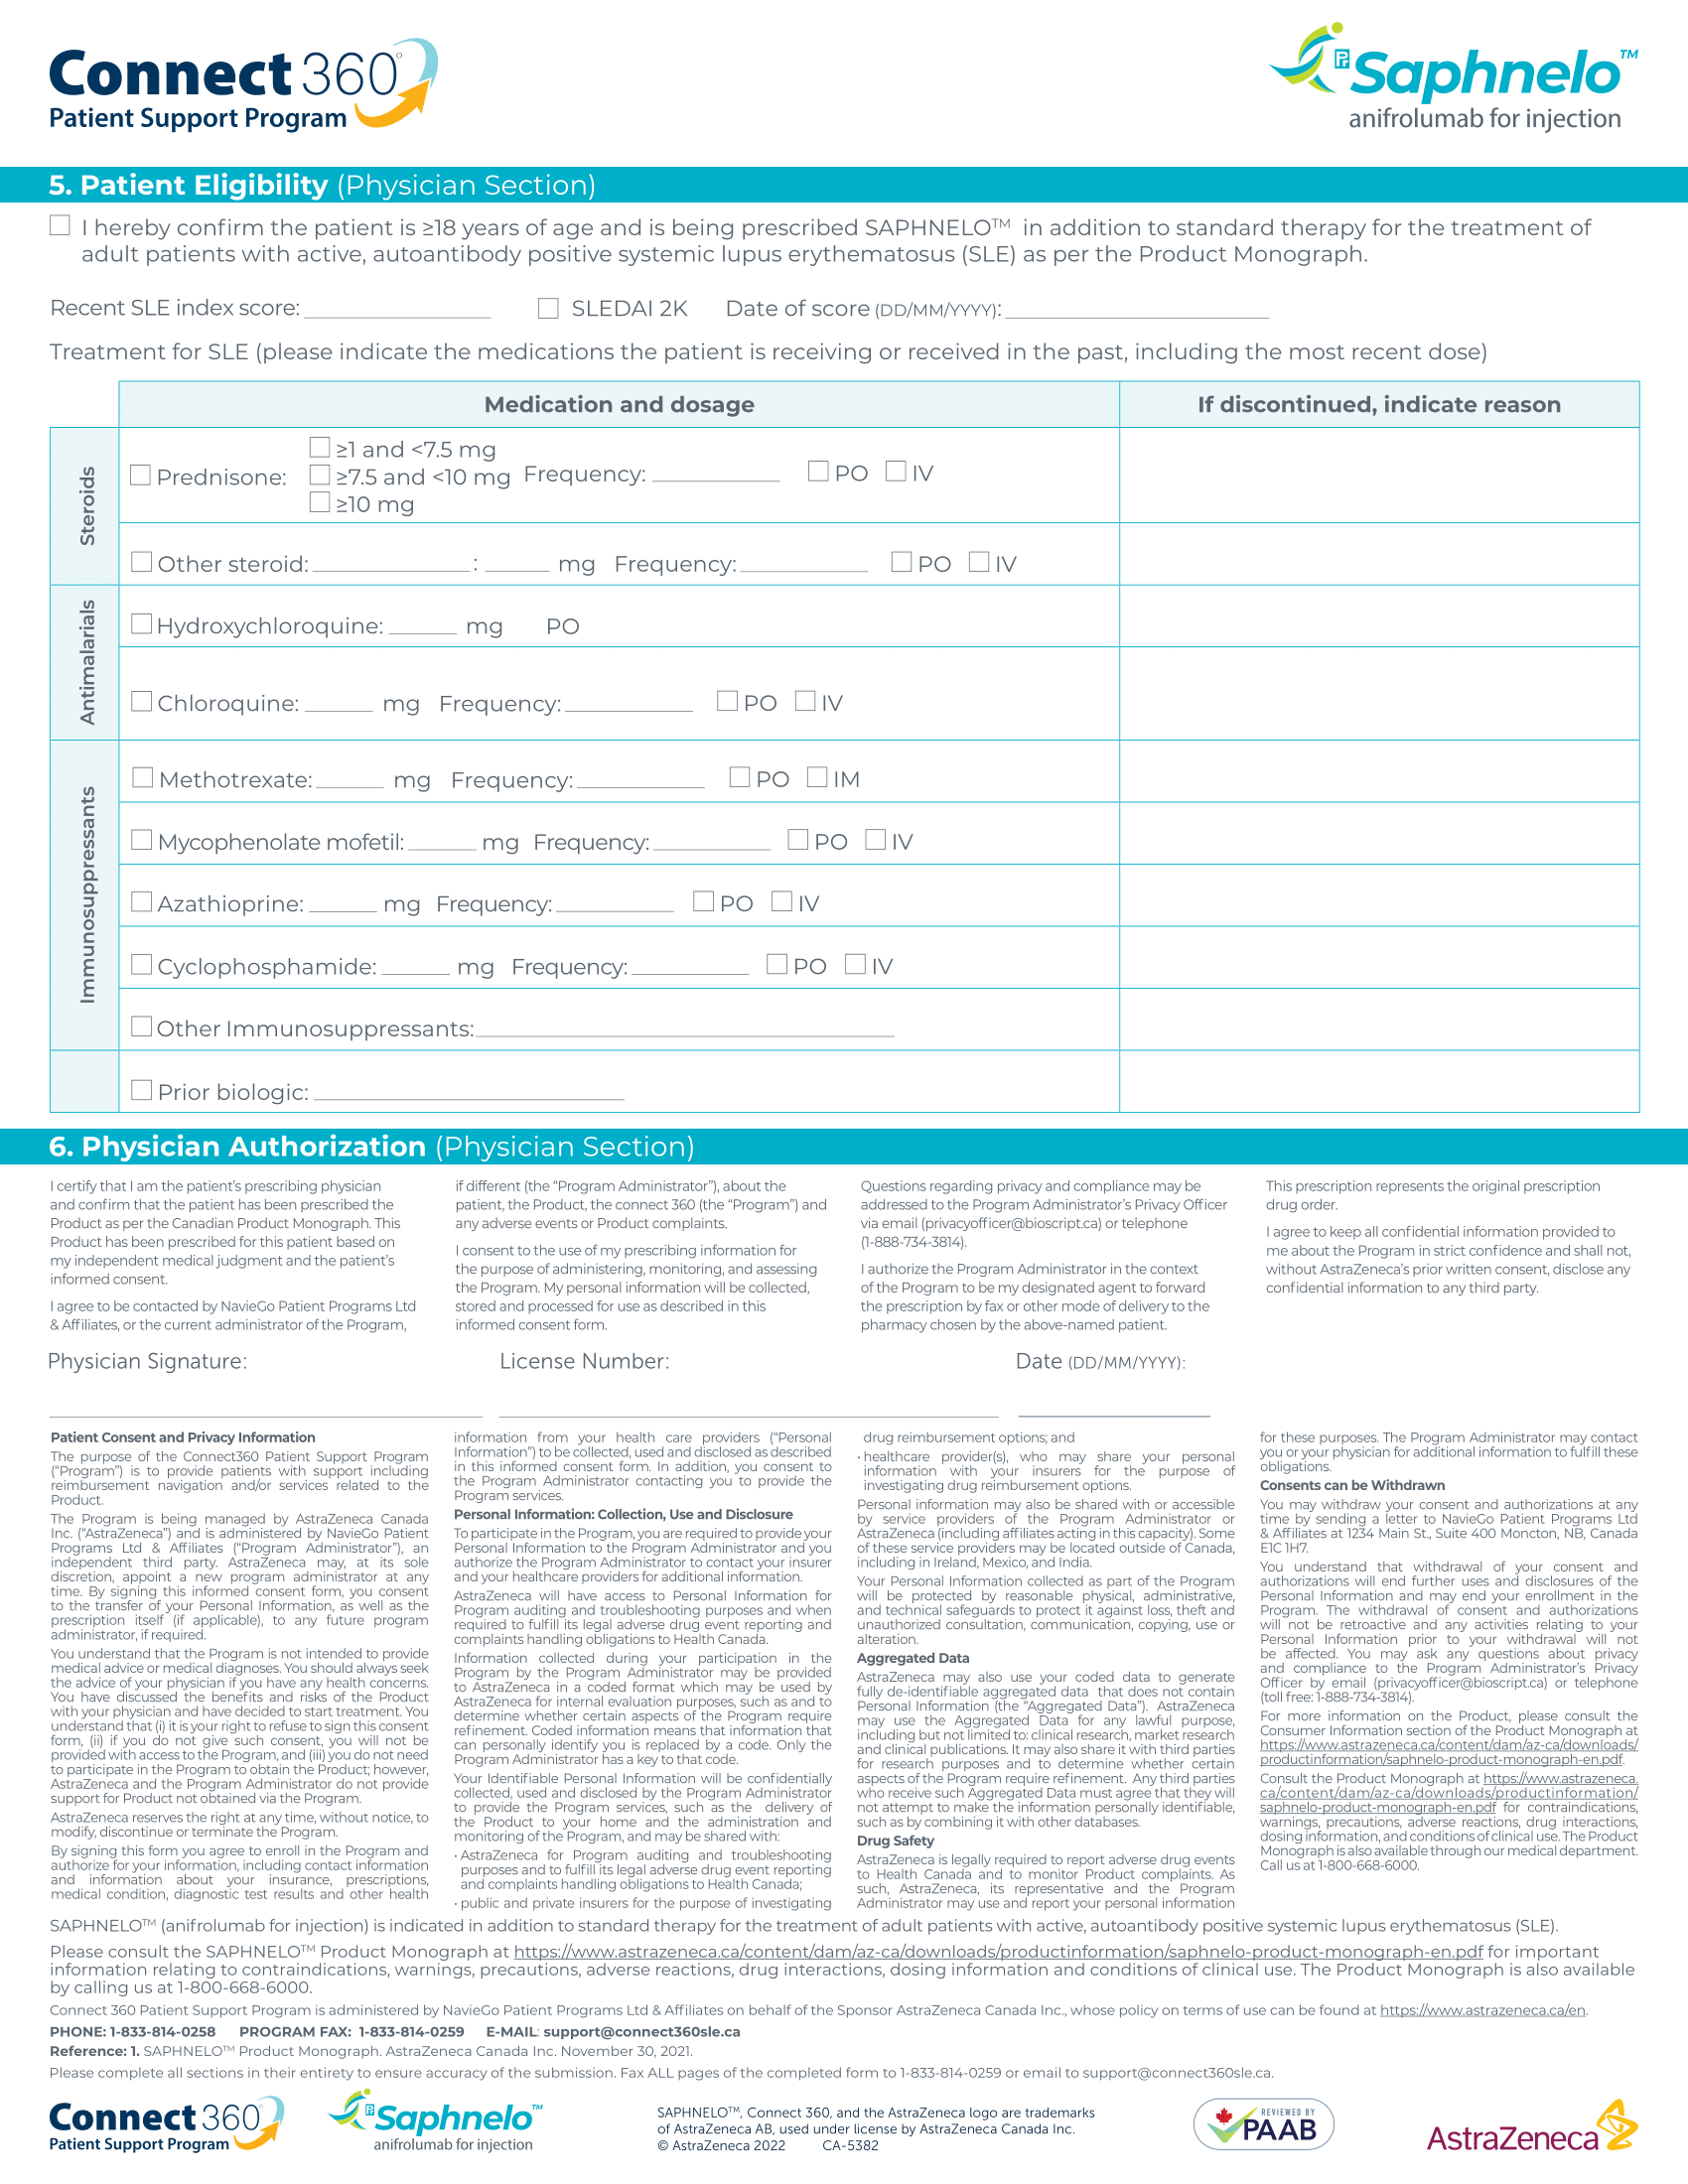 Connect 360°
Patient Support Program
Pr Saphnelo™
anifrolumab for injection
5. Patient Eligibility (Physician Section)
I hereby confirm the patient is ≥18 years of age and is being prescribed SAPHNELO™ in addition to standard therapy for the treatment of
adult patients with active, autoantibody positive systemic lupus erythematosus (SLE) as per the Product Monograph.
Recent SLE index score: SLEDAI 2K Date of score (DD/MM/YYYY):
Treatment for SLE (please indicate the medications the patient is receiving or received in the past, including the most recent dose)
Medication and dosage If discontinued, indicate reason
Steroids
≥1 and <7.5 mg
Prednisone: ≥7.5 and <10 mg Frequency: PO IV
≥10 mg
Other steroid: : mg Frequency: PO IV
Antimalarials
Hydroxychloroquine: mg PO
Chloroquine: mg Frequency: PO IV
Immunosuppressants
Methotrexate: mg Frequency: PO IM
Mycophenolate mofetil: mg Frequency: PO IV
Azathioprine: mg Frequency: PO IV
Cyclophosphamide: mg Frequency: PO IV
Other Immunosuppressants:
Prior biologic:
6. Physician Authorization (Physician Section)
I certify that I am the patient’s prescribing physician
and confirm that the patient has been prescribed the
Product as per the Canadian Product Monograph. This
Product has been prescribed for this patient based on
my independent medical judgment and the patient’s
informed consent.
I agree to be contacted by NavieGo Patient Programs Ltd
& Affiliates, or the current administrator of the Program,
if different (the “Program Administrator”), about the
patient, the Product, the connect 360 (the “Program”) and
any adverse events or Product complaints.
I consent to the use of my prescribing information for
the purpose of administering, monitoring, and assessing
the Program. My personal information will be collected,
stored and processed for use as described in this
informed consent form.
Questions regarding privacy and compliance may be
addressed to the Program Administrator’s Privacy Officer
via email (privacyofficer@bioscript.ca) or telephone
(1-888-734-3814).
I authorize the Program Administrator in the context
of the Program to be my designated agent to forward
the prescription by fax or other mode of delivery to the
pharmacy chosen by the above-named patient.
This prescription represents the original prescription
drug order.
I agree to keep all confidential information provided to
me about the Program in strict confidence and shall not,
without AstraZeneca’s prior written consent, disclose any
confidential information to any third party.
Physician Signature: License Number: Date (DD/MM/YYYY):
Patient Consent and Privacy Information
The purpose of the Connect360 Patient Support Program
(“Program”) is to provide patients with support including
reimbursement navigation and/or services related to the
Product.
The Program is being managed by AstraZeneca Canada
Inc. (“AstraZeneca”) and is administered by NavieGo Patient
Programs Ltd & Affiliates (“Program Administrator”), an
independent third party. AstraZeneca may, at its sole
discretion, appoint a new program administrator at any
time. By signing this informed consent form, you consent
to the transfer of your Personal Information, as well as the
prescription itself (if applicable), to any future program
administrator, if required.
You understand that the Program is not intended to provide
medical advice or medical diagnoses. You should always seek
the advice of your physician if you have any health concerns.
You have discussed the benefits and risks of the Product
with your physician and have decided to start treatment. You
understand that (i) it is your right to refuse to sign this consent
form, (ii) if you do not give such consent, you will not be
provided with access to the Program, and (iii) you do not need
to participate in the Program to obtain the Product; however,
AstraZeneca and the Program Administrator do not provide
support for Product not obtained via the Program.
AstraZeneca reserves the right at any time, without notice, to
modify, discontinue or terminate the Program.
By signing this form you agree to enroll in the Program and
authorize for your information, including contact information
and information about your insurance, prescriptions,
medical condition, diagnostic test results and other health
information from your health care providers (“Personal
Information”) to be collected, used and disclosed as described
in this informed consent form. In addition, you consent to
the Program Administrator contacting you to provide the
Program services.
Personal Information: Collection, Use and Disclosure
To participate in the Program, you are required to provide your
Personal Information to the Program Administrator and you
authorize the Program Administrator to contact your insurer
and your healthcare providers for additional information.
AstraZeneca will have access to Personal Information for
Program auditing and troubleshooting purposes and when
required to fulfill its legal adverse drug event reporting and
complaints handling obligations to Health Canada.
Information collected during your participation in the
Program by the Program Administrator may be provided
to AstraZeneca in a coded format which may be used by
AstraZeneca for internal evaluation purposes, such as and to
determine whether certain aspects of the Program require
refinement. Coded information means that information that
can personally identify you is replaced by a code. Only the
Program Administrator has a key to that code.
Your Identifiable Personal Information will be confidentially
collected, used and disclosed by the Program Administrator
to provide the Program services, such as the delivery of
the Product to your home and the administration and
monitoring of the Program, and may be shared with:
· AstraZeneca for Program auditing and troubleshooting
purposes and to fulfill its legal adverse drug event reporting
and complaints handling obligations to Health Canada;
· public and private insurers for the purpose of investigating
drug reimbursement options; and
· healthcare provider(s), who may share your personal
information with your insurers for the purpose of
investigating drug reimbursement options.
Personal information may also be shared with or accessible
by service providers of the Program Administrator or
AstraZeneca (including affiliates acting in this capacity). Some
of these service providers may be located outside of Canada,
including in Ireland, Mexico, and India.
Your Personal Information collected as part of the Program
will be protected by reasonable physical, administrative,
and technical safeguards to protect it against loss, theft and
unauthorized consultation, communication, copying, use or
alteration.
Aggregated Data
AstraZeneca may also use your coded data to generate
fully de-identifiable aggregated data that does not contain
Personal Information (the “Aggregated Data”). AstraZeneca
may use the Aggregated Data for any lawful purpose,
including but not limited to: clinical research, market research
and clinical publications. It may also share it with third parties
for research purposes and to determine whether certain
aspects of the Program require refinement. Any third parties
who receive such Aggregated Data must agree that they will
not attempt to make the information personally identifiable,
such as by combining it with other databases.
Drug Safety
AstraZeneca is legally required to report adverse drug events
to Health Canada and to monitor Product complaints. As
such, AstraZeneca, its representative and the Program
Administrator may use and report your personal information
for these purposes. The Program Administrator may contact
you or your physician for additional information to fulfill these
obligations.
Consents can be Withdrawn
You may withdraw your consent and authorizations at any
time by sending a letter to NavieGo Patient Programs Ltd
& Affiliates at 1234 Main St., Suite 400 Moncton, NB, Canada
E1C 1H7.
You understand that withdrawal of your consent and
authorizations will end further uses and disclosures of the
Personal Information and may end your enrollment in the
Program. The withdrawal of consent and authorizations
will not be retroactive and any activities relating to your
Personal Information prior to your withdrawal will not
be affected. You may ask any questions about privacy
and compliance to the Program Administrator’s Privacy
Officer by email (privacyofficer@bioscript.ca) or telephone
(toll free: 1-888-734-3814).
For more information on the Product, please consult the
Consumer Information section of the Product Monograph at
https://www.astrazeneca.ca/content/dam/az-ca/downloads/
productinformation/saphnelo-product-monograph-en.pdf.
Consult the Product Monograph at https://www.astrazeneca.
ca/content/dam/az-ca/downloads/productinformation/
saphnelo-product-monograph-en.pdf for contraindications,
warnings, precautions, adverse reactions, drug interactions,
dosing information, and conditions of clinical use. The Product
Monograph is also available through our medical department.
Call us at 1-800-668-6000.
SAPHNELO™ (anifrolumab for injection) is indicated in addition to standard therapy for the treatment of adult patients with active, autoantibody positive systemic lupus erythematosus (SLE).
Please consult the SAPHNELO™ Product Monograph at https://www.astrazeneca.ca/content/dam/az-ca/downloads/productinformation/saphnelo-product-monograph-en.pdf for important
information relating to contraindications, warnings, precautions, adverse reactions, drug interactions, dosing information and conditions of clinical use. The Product Monograph is also available
by calling us at 1-800-668-6000.
Connect 360 Patient Support Program is administered by NavieGo Patient Programs Ltd & Affiliates on behalf of the Sponsor AstraZeneca Canada Inc., whose policy on terms of use can be found at https://www.astrazeneca.ca/en.
PHONE: 1-833-814-0258 PROGRAM FAX: 1-833-814-0259 E-MAIL: support@connect360sle.ca
Reference: 1. SAPHNELO™ Product Monograph. AstraZeneca Canada Inc. November 30, 2021.
Please complete all sections in their entirety to ensure accuracy of the submission. Fax ALL pages of the completed form to 1-833-814-0259 or email to support@connect360sle.ca.
Connect 360°
Patient Support Program
Pr Saphnelo™
anifrolumab for injection
SAPHNELO™, Connect 360, and the AstraZeneca logo are trademarks
of AstraZeneca AB, used under license by AstraZeneca Canada Inc.
© AstraZeneca 2022 CA-5382
REVIEWED BY
PAAB
AstraZeneca